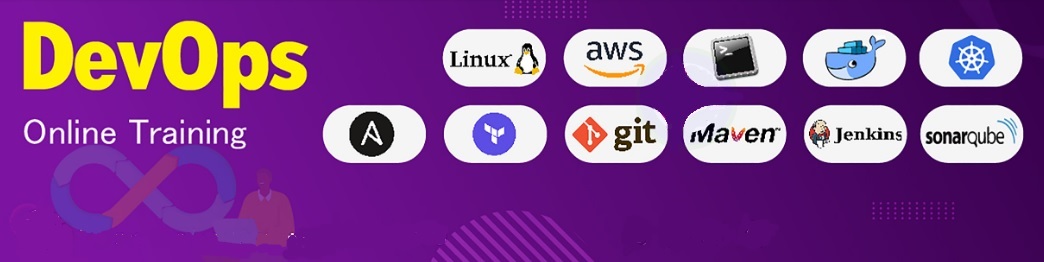 DevOps
Online Training
Linux
aws
>_
git
Maven
Jenkins
sonarqube